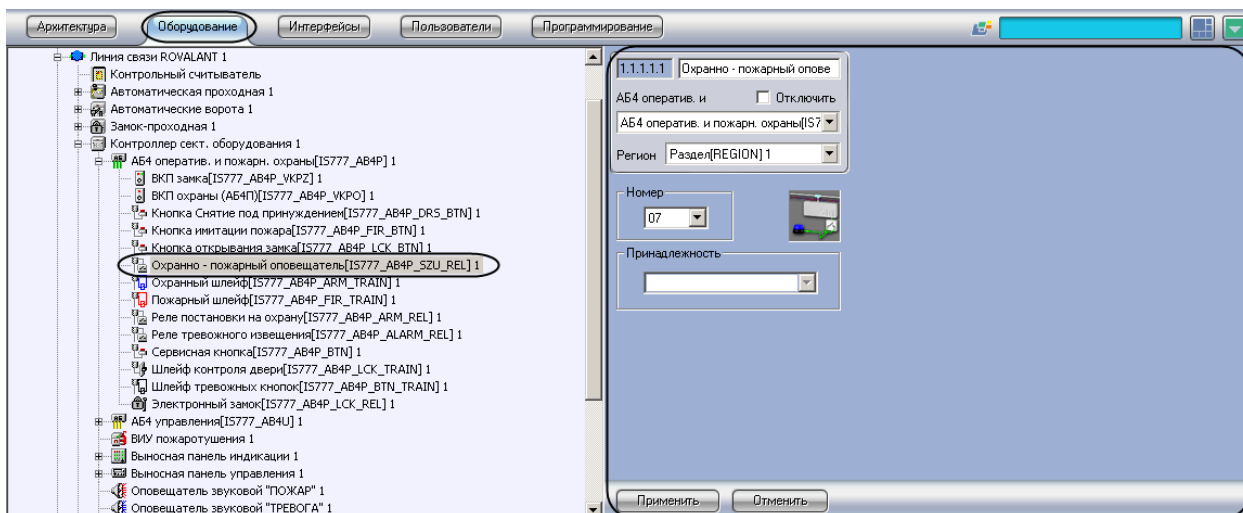 Архитектура Оборудование Интерфейсы Пользователи Программирование
Линия связи ROVALANT 1
Контрольный считыватель
Автоматическая проходная 1
Автоматические ворота 1
Замок-проходная 1
Контроллер сект. оборудования 1
АБ4 оператив. и пожарн. охраны[IS777_AB4P] 1
ВКП замка[IS777_AB4P_VKPZ] 1
ВКП охраны (АБ4П)[IS777_AB4P_VKPO] 1
Кнопка Снятие под принуждением[IS777_AB4P_DRS_BTN] 1
Кнопка имитации пожара[IS777_AB4P_FIR_BTN] 1
Кнопка открывания замка[IS777_AB4P_LCK_BTN] 1
Охранно - пожарный оповещатель[IS777_AB4P_SZU_REL] 1
Охранный шлейф[IS777_AB4P_ARM_TRAIN] 1
Пожарный шлейф[IS777_AB4P_FIR_TRAIN] 1
Реле постановки на охрану[IS777_AB4P_ARM_REL] 1
Реле тревожного извещения[IS777_AB4P_ALARM_REL] 1
Сервисная кнопка[IS777_AB4P_BTN] 1
Шлейф контроля двери[IS777_AB4P_LCK_TRAIN] 1
Шлейф тревожных кнопок[IS777_AB4P_BTN_TRAIN] 1
Электронный замок[IS777_AB4P_LCK_REL] 1
АБ4 управления[IS777_AB4U] 1
ВИУ пожаротушения 1
Выносная панель индикации 1
Выносная панель управления 1
Оповещатель звуковой "ПОЖАР" 1
Оповещатель звуковой "ТРЕВОГА" 1
1.1.1.1.1 Охранно - пожарный опове
АБ4 оператив. и Отключить
АБ4 оператив. и пожарн. охраны[IS7
Регион Раздел[REGION] 1
Номер
07
Принадлежность
Применить Отменить